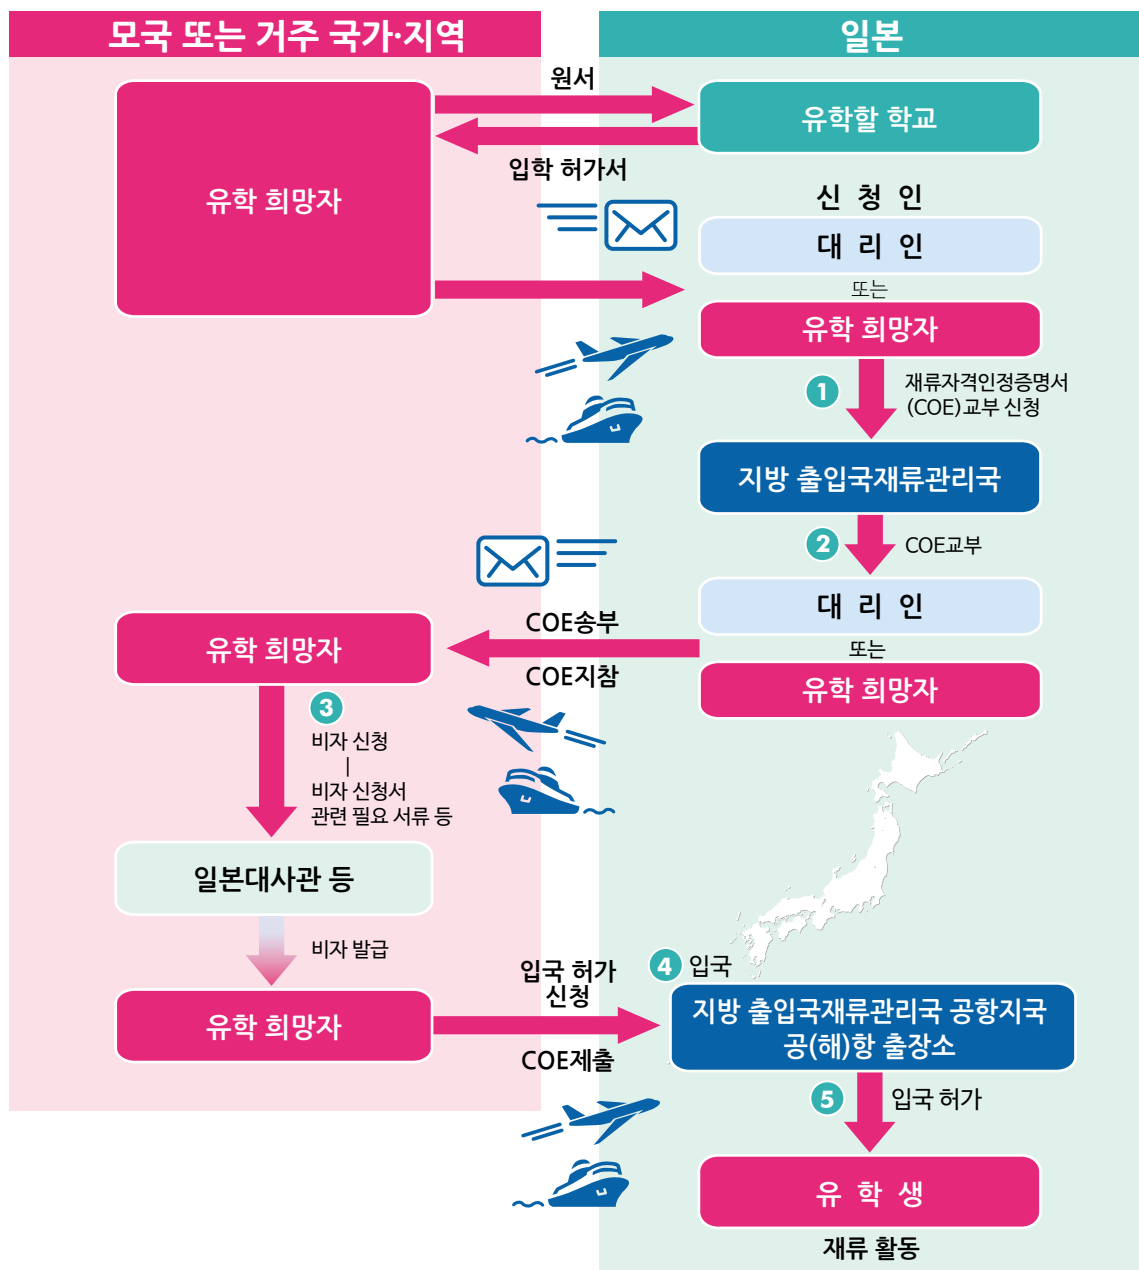 모국 또는 거주 국가·지역
일본
원서
유학 희망자
유학할 학교
입학 허가서
신 청 인
대 리 인
또는
유학 희망자
1
재류자격인정증명서
(COE)교부 신청
지방 출입국재류관리국
2
COE교부
대 리 인
또는
유학 희망자
COE송부
COE지참
유학 희망자
3
비자 신청
비자 신청서
관련 필요 서류 등
일본대사관 등
비자 발급
유학 희망자
입국 허가
신청
COE제출
4 입국
지방 출입국재류관리국 공항지국
공(해)항 출장소
5
입국 허가
유 학 생
재류 활동